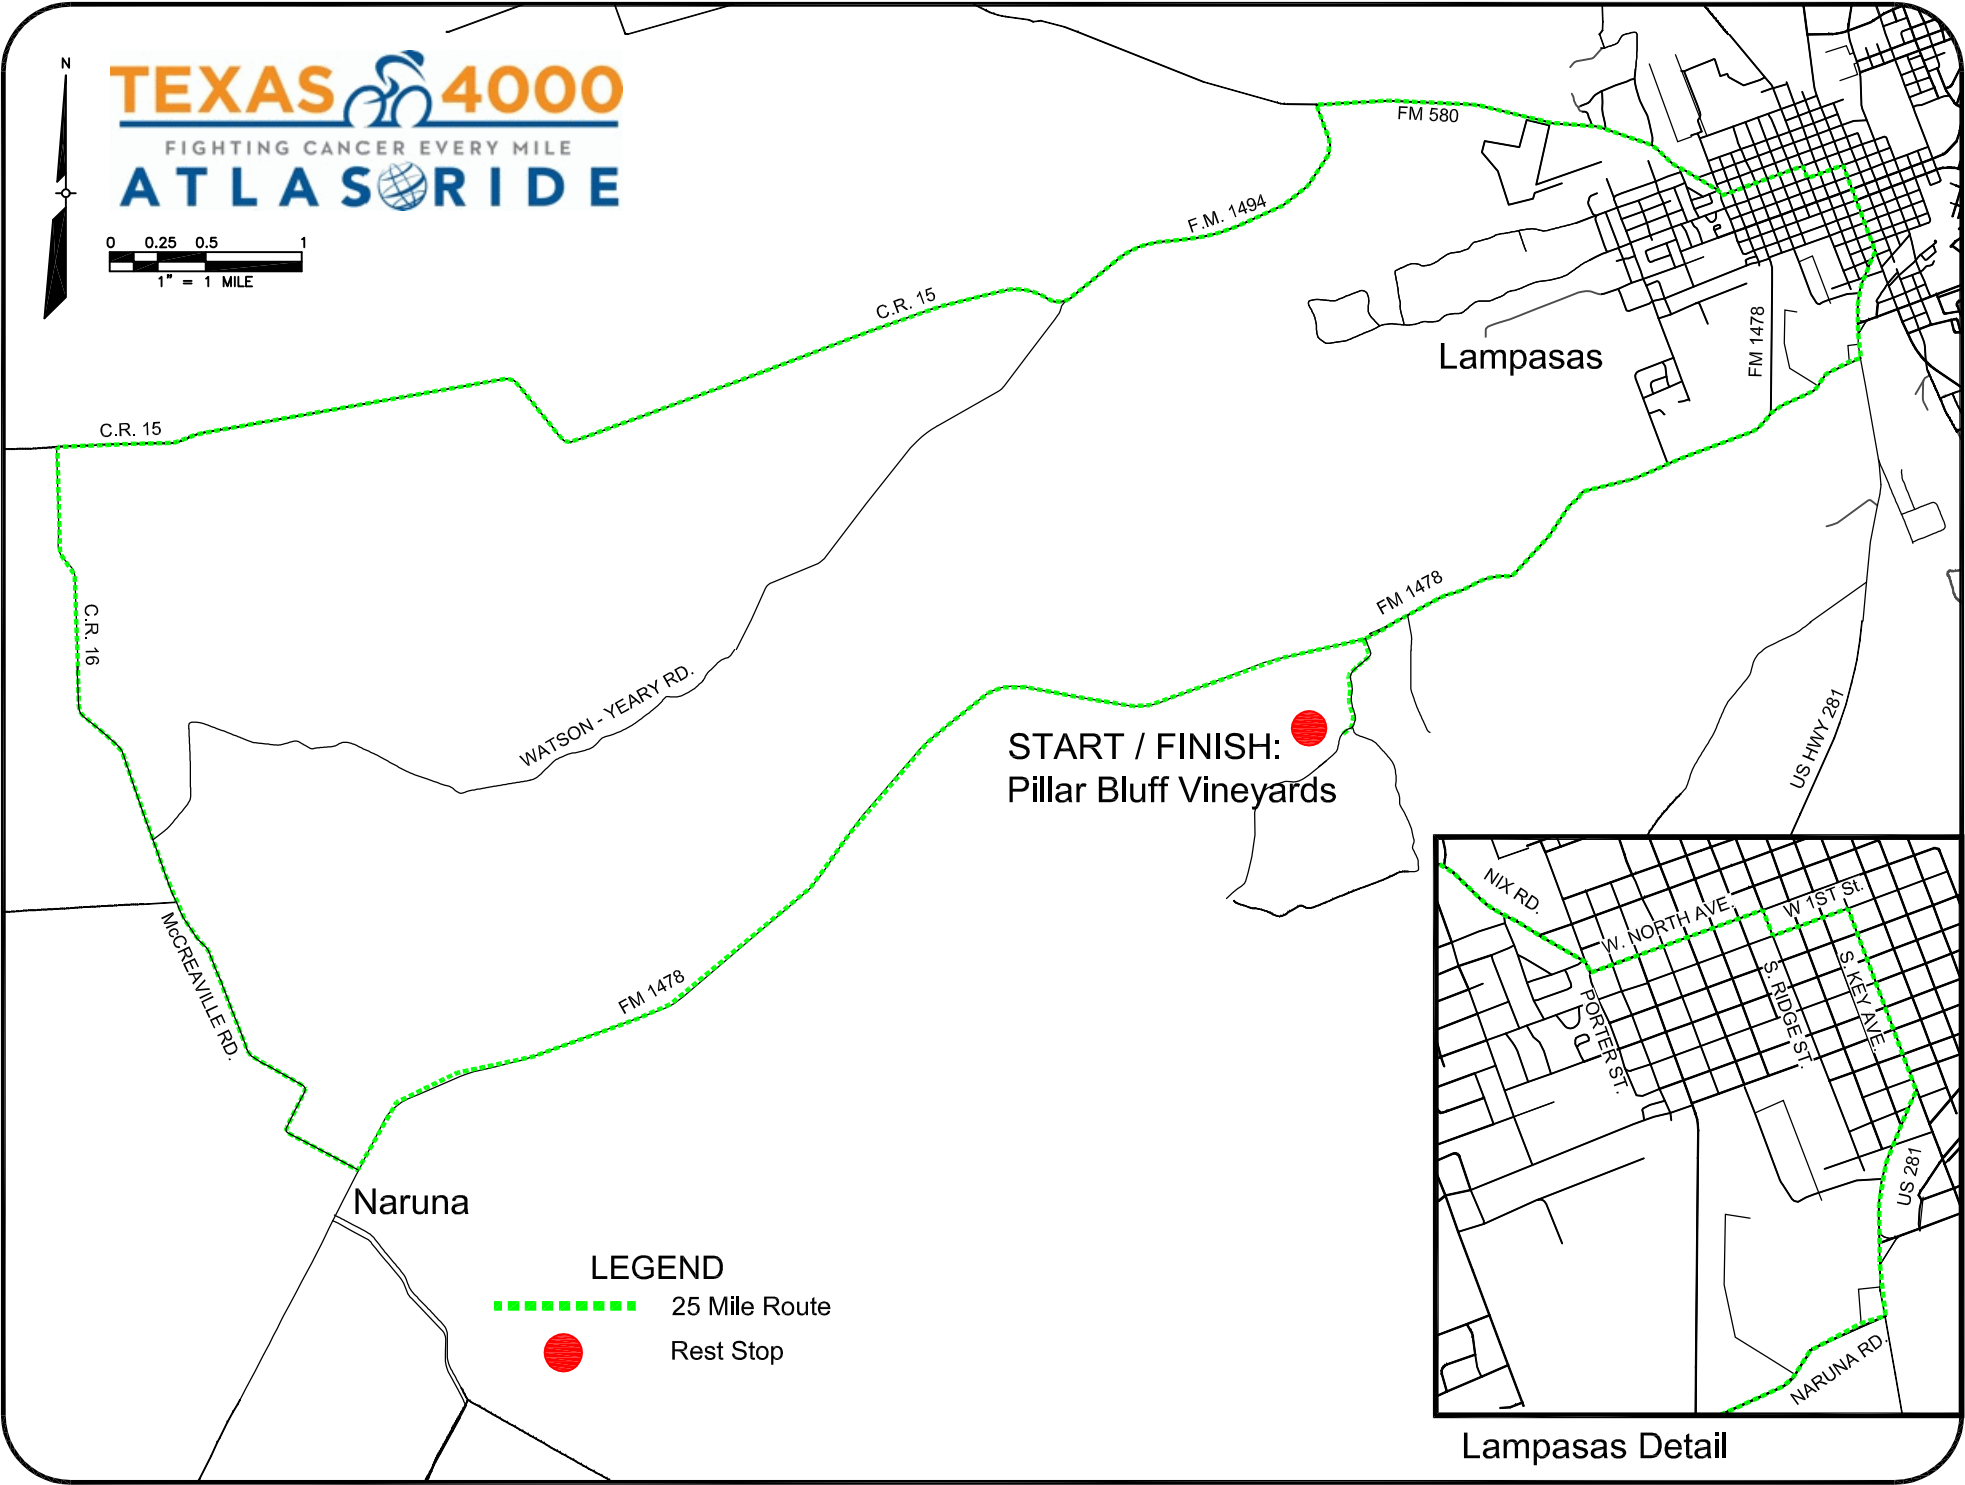 N
TEXAS 4000
FIGHTING CANCER EVERY MILE
ATLAS RIDE
0 0.25 0.5 1
1" = 1 MILE
FM 580
F.M. 1494
C.R. 15
C.R. 15
FM 1478
Lampasas
C.R. 16
FM 1478
WATSON - YEARY RD.
US HWY 281
START / FINISH:
Pillar Bluff Vineyards
McCREAVILLE RD.
FM 1478
Naruna
LEGEND
25 Mile Route
Rest Stop
NIX RD.
W. NORTH AVE.
W 1ST St.
PORTER ST.
S. RIDGE ST.
S. KEY AVE.
US 281
NARUNA RD.
Lampasas Detail